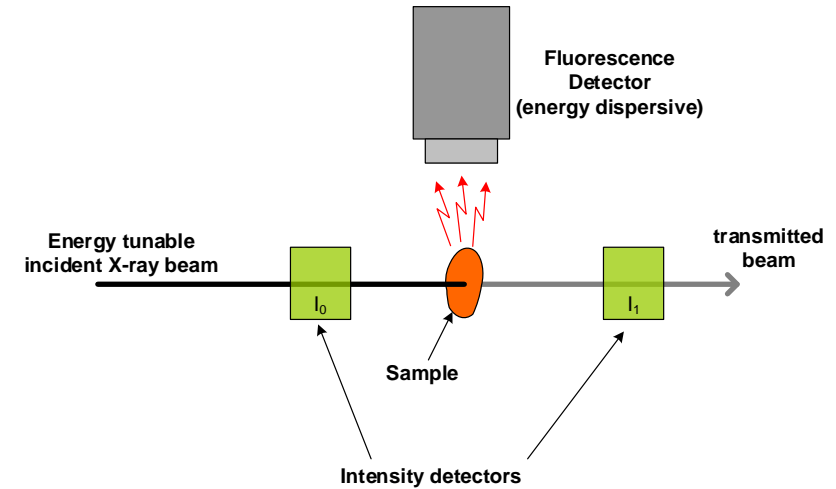 Fluorescence
Detector
(energy dispersive)
Energy tunable
incident X-ray beam
transmitted
beam
I₀
I₁
Sample
Intensity detectors